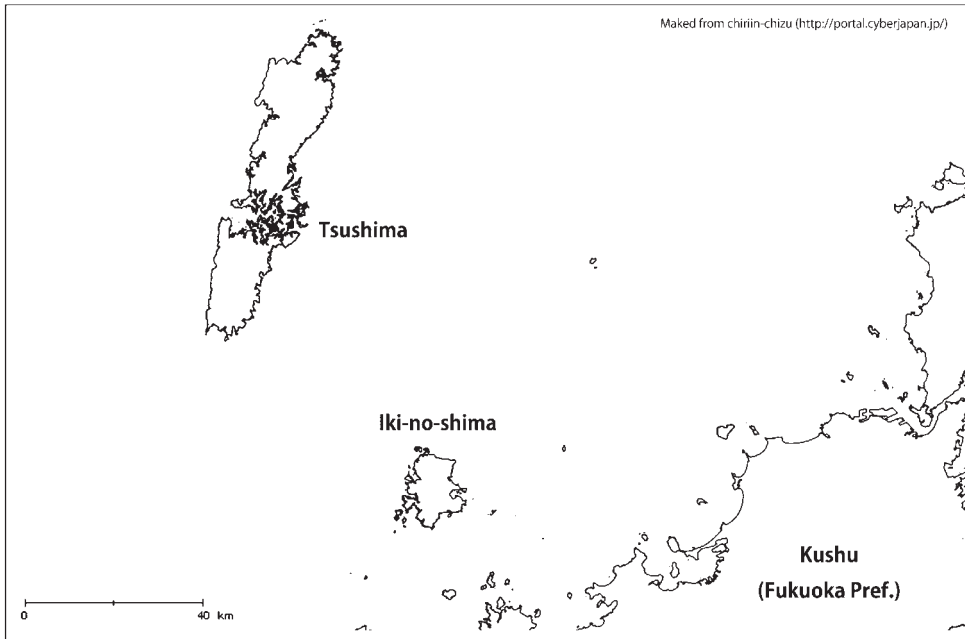 Maked from chiriin-chizu (http://portal.cyberjapan.jp/)
Tsushima
Iki-no-shima
Kushu
(Fukuoka Pref.)
0 40 km